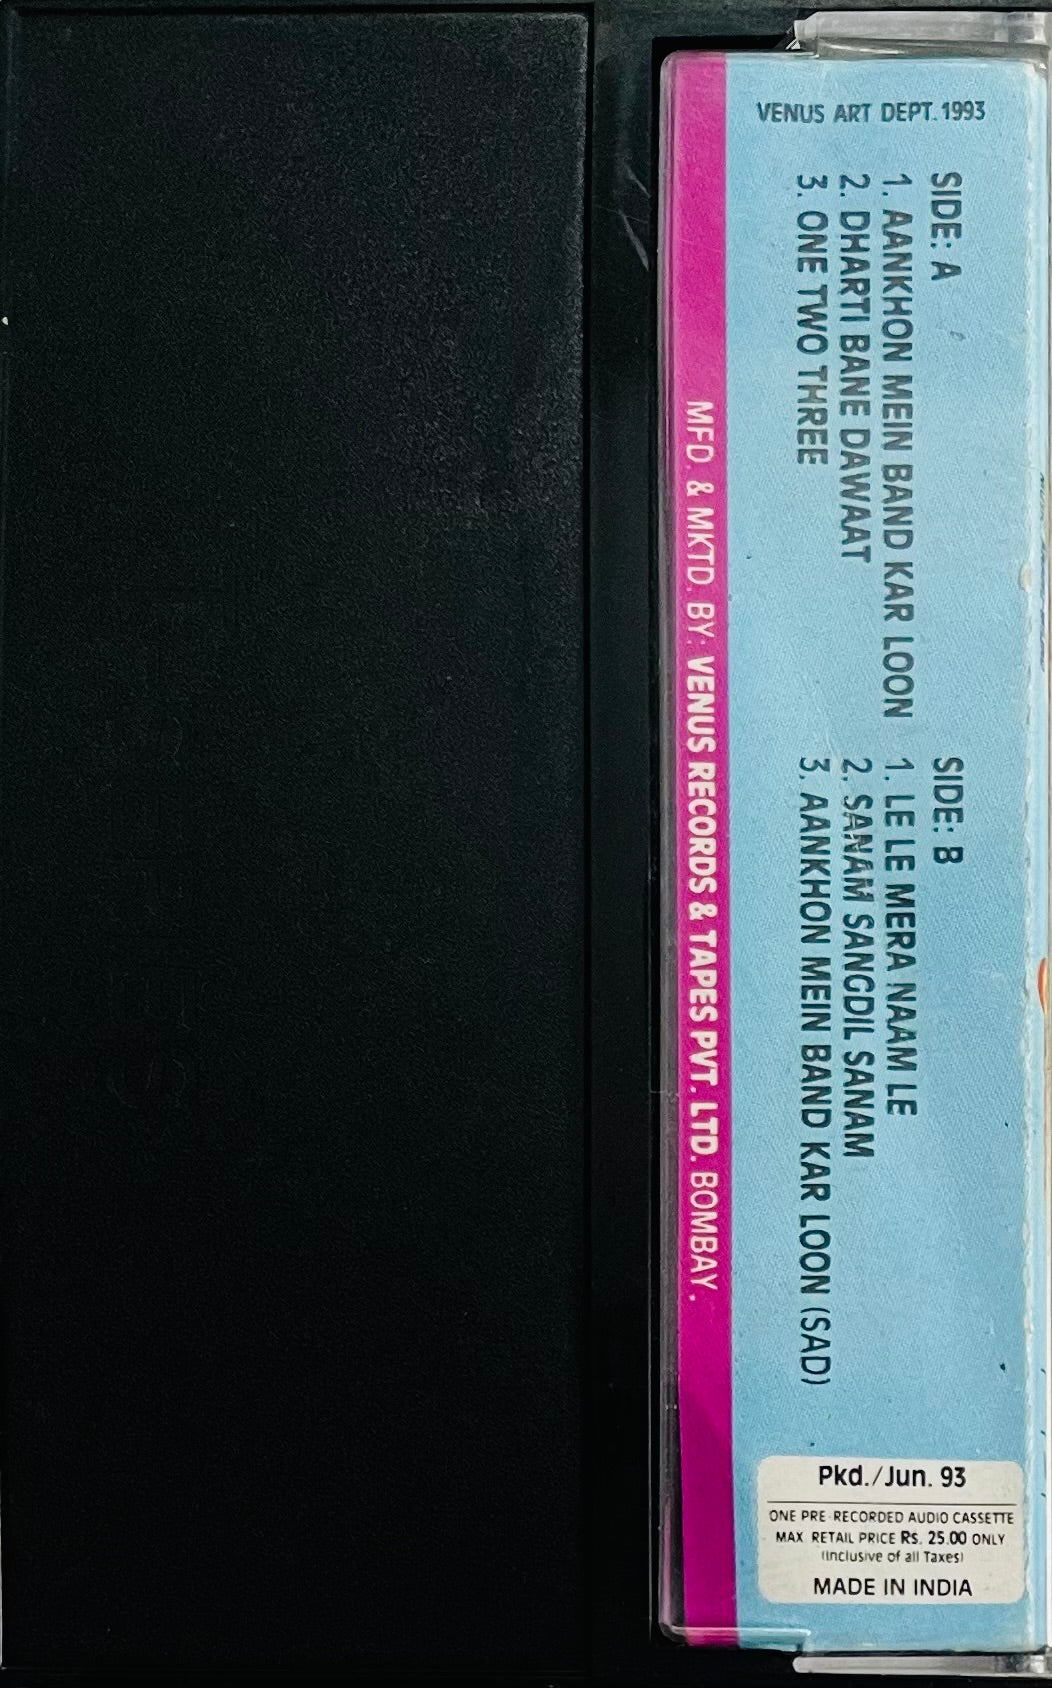 VENUS ART DEPT. 1993
SIDE: A
1. AANKHON MEIN BAND KAR LOON
2. DHARTI BANE DAWAAT
3. ONE TWO THREE
SIDE: B
1. LE LE MERA NAAM LE
2. SANAM SANGDIL SANAM
3. AANKHON MEIN BAND KAR LOON (SAD)
MFD. & MKTD. BY: VENUS RECORDS & TAPES PVT. LTD. BOMBAY.
Pkd./Jun. 93
ONE PRE-RECORDED AUDIO CASSETTE
MAX RETAIL PRICE Rs. 25.00 ONLY
(Inclusive of all Taxes)
MADE IN INDIA